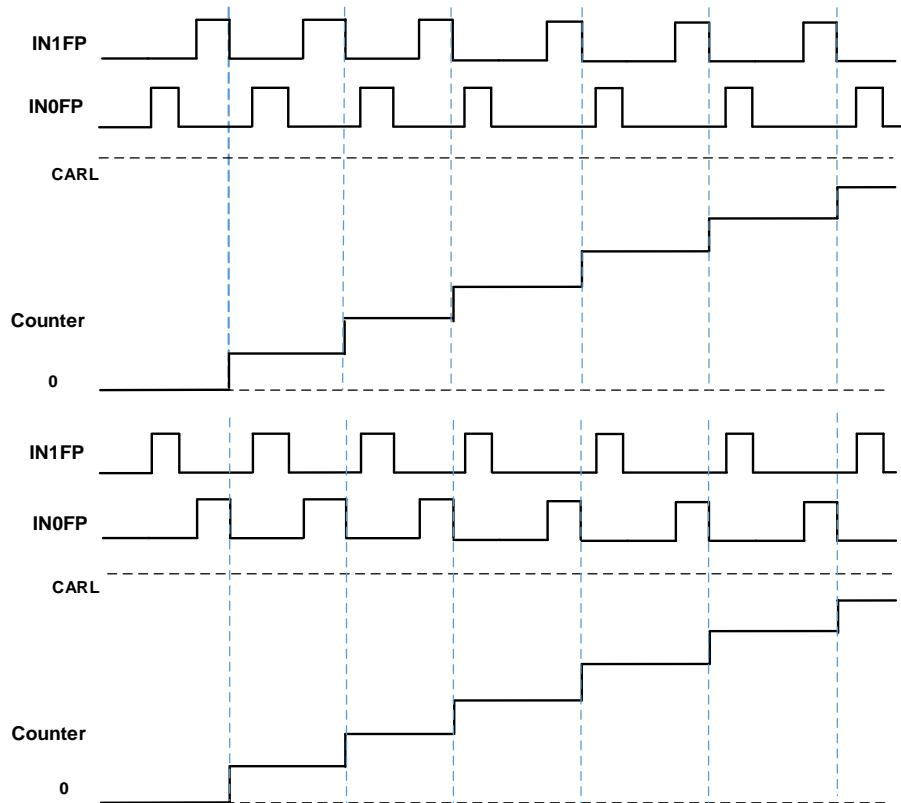 IN1FP
IN0FP
CARL
Counter
0
IN1FP
IN0FP
CARL
Counter
0